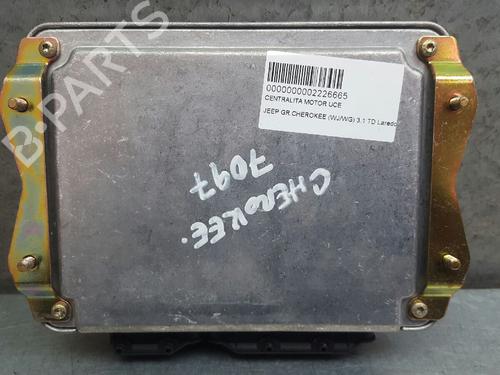 0000000002226665
CENTRALITA MOTOR UCE
JEEP GR.CHEROKEE (WJ/WG) 3.1 TD Laredo
CHEROKEE.
7097
B-PARTS